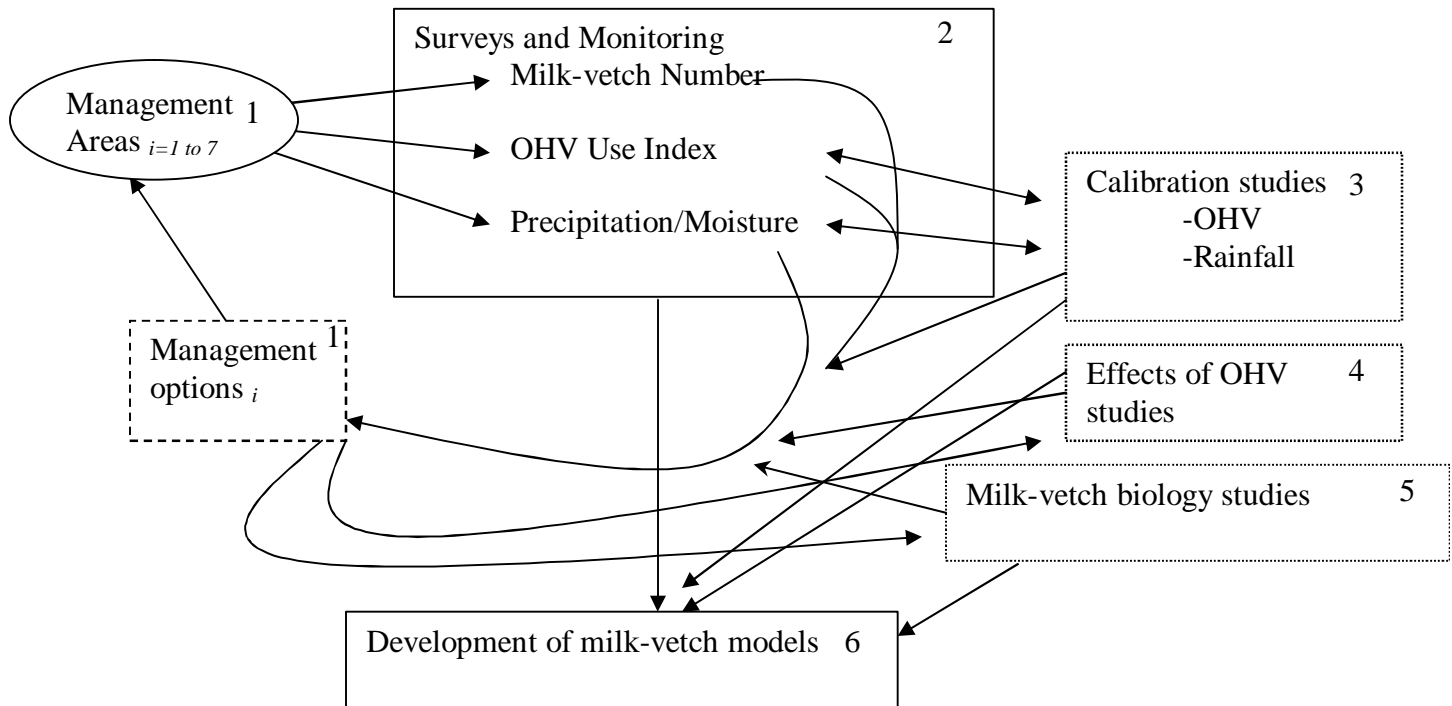 Surveys and Monitoring 2
Milk-vetch Number
Management 1
Areas i=1 to 7
OHV Use Index
Precipitation/Moisture
Calibration studies 3
-OHV
-Rainfall
Management 1
options i
Effects of OHV 4
studies
Milk-vetch biology studies 5
Development of milk-vetch models 6